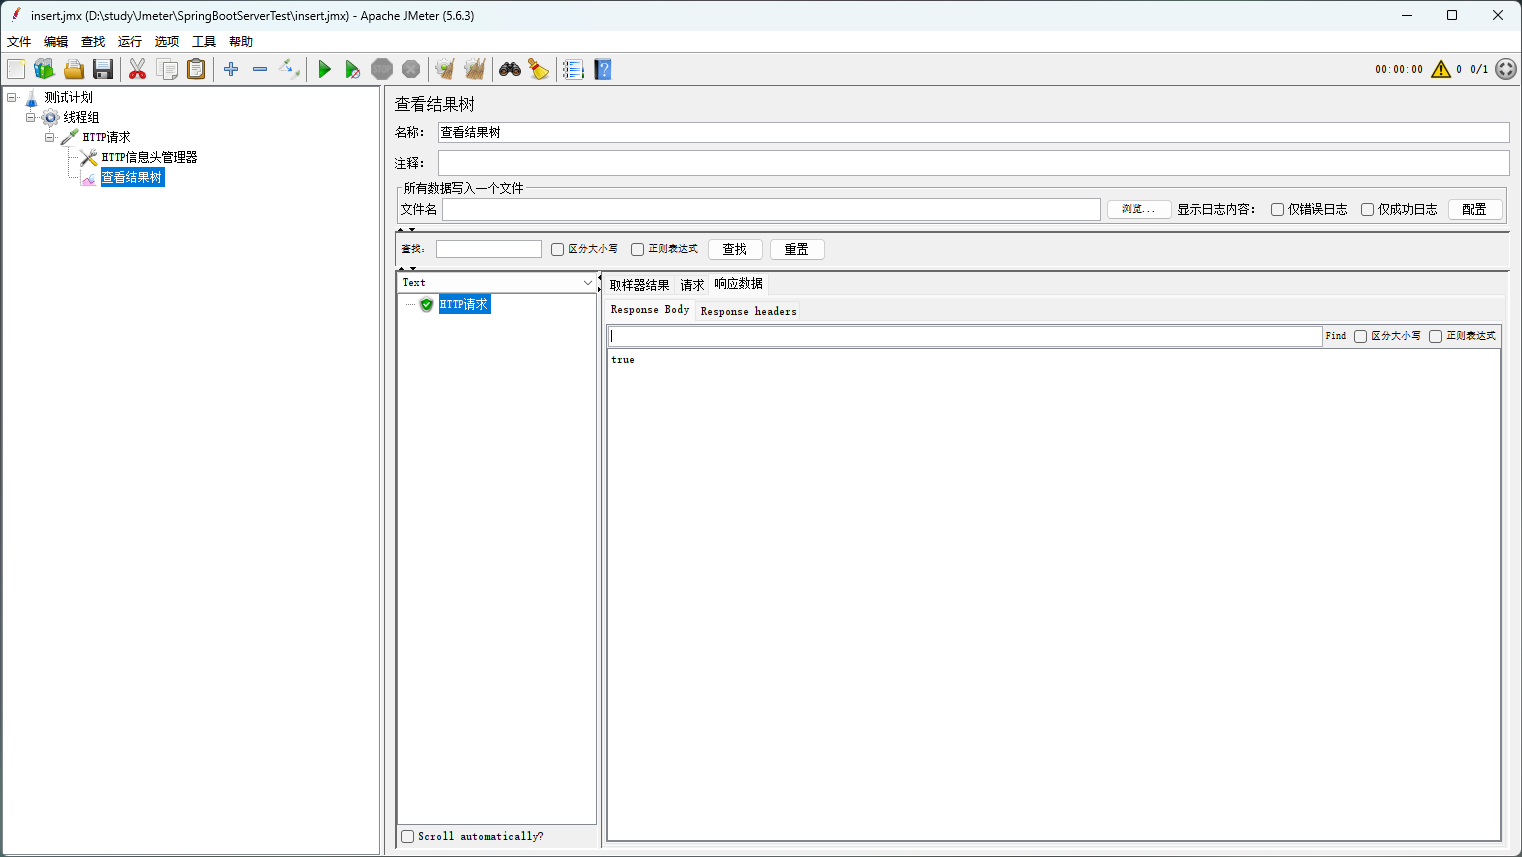 insert.jmx (D:\study\Jmeter\SpringBootServerTest\insert.jmx) - Apache JMeter (5.6.3)
文件 编辑 查找 运行 选项 工具 帮助
STOP
00:00:00 0 0/1
测试计划
线程组
HTTP请求
HTTP信息头管理器
查看结果树
查看结果树
名称： 查看结果树
注释：
所有数据写入一个文件
文件名 浏览... 显示日志内容： 仅错误日志 仅成功日志 配置
查找： 区分大小写 正则表达式 查找 重置
Text
HTTP请求
Scroll automatically?
取样器结果 请求 响应数据
Response Body Response headers
Find 区分大小写 正则表达式
true